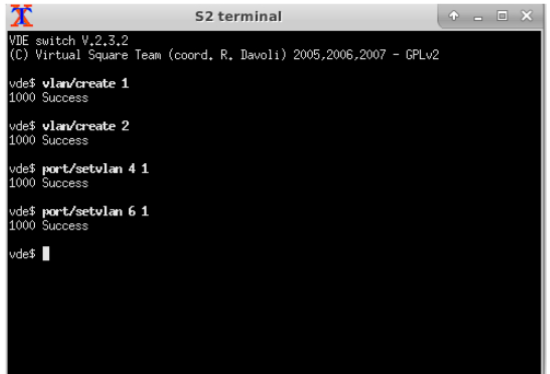 S2 terminal
VDE switch V.2.3.2
(C) Virtual Square Team (coord. R. Davoli) 2005,2006,2007 - GPLv2
vde$ vlan/create 1
1000 Success
vde$ vlan/create 2
1000 Success
vde$ port/setvlan 4 1
1000 Success
vde$ port/setvlan 6 1
1000 Success
vde$